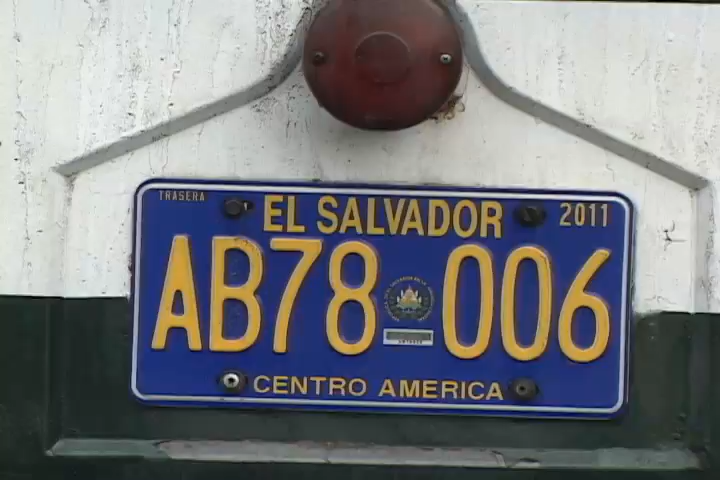 TRASERA
EL SALVADOR
2011
AB78 006
CENTRO AMERICA